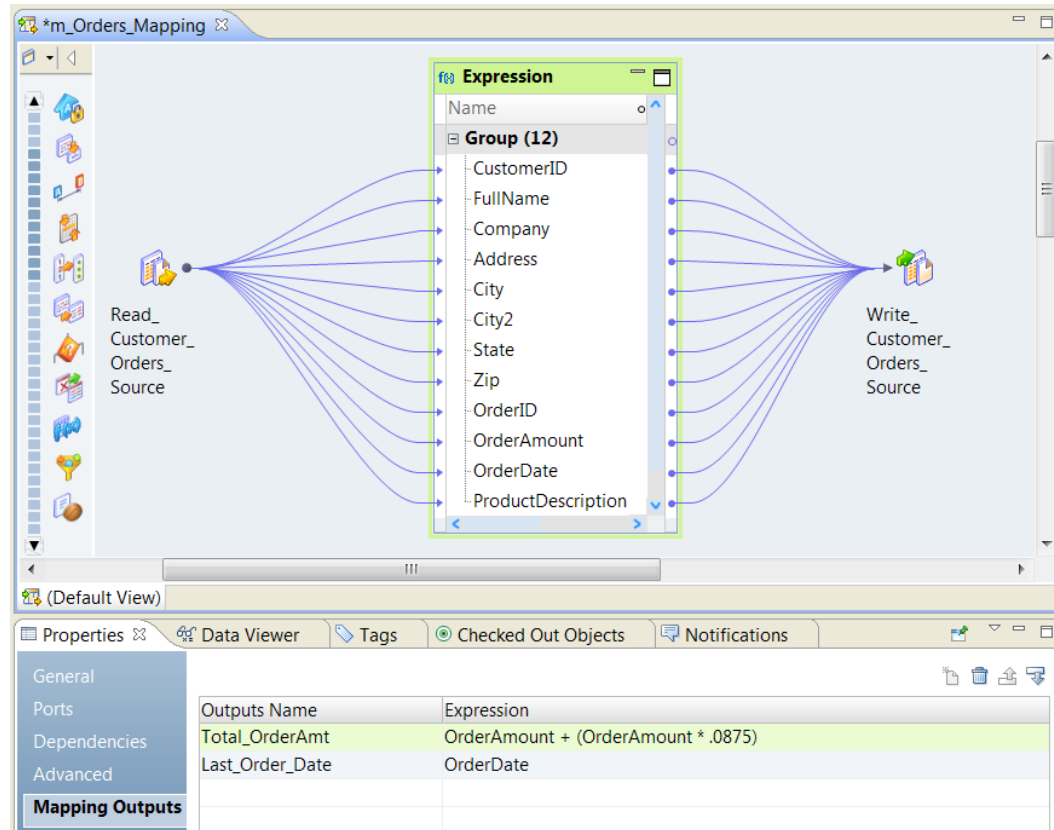 *m_Orders_Mapping
f(x) Expression
Name
Group (12)
CustomerID
FullName
Company
Address
City
City2
State
Zip
OrderID
OrderAmount
OrderDate
ProductDescription
Read_
Customer_
Orders_
Source
Write_
Customer_
Orders_
Source
(Default View)
Properties Data Viewer Tags Checked Out Objects Notifications
General
Ports
Dependencies
Advanced
Mapping Outputs
Outputs Name Expression
Total_OrderAmt OrderAmount + (OrderAmount * .0875)
Last_Order_Date OrderDate